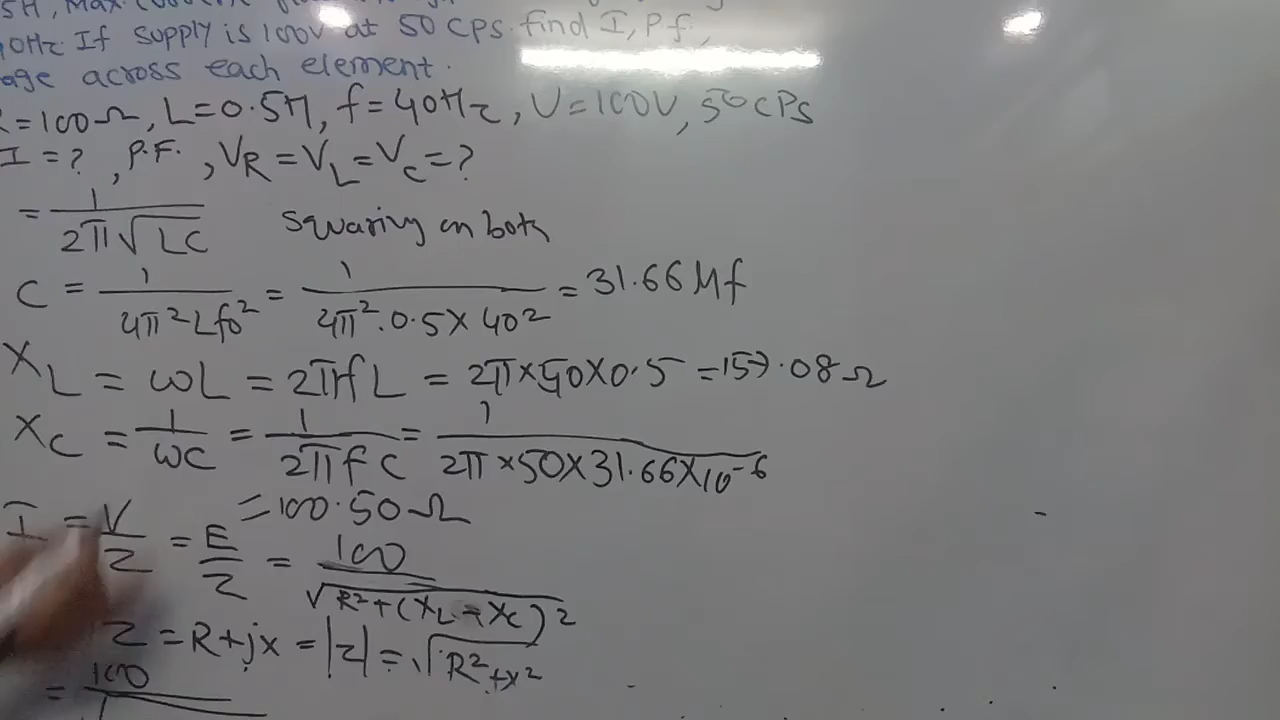 5H, Max.
0Hz. If supply is 100V at 50 CPS. find I, P.f,
age across each element.
=100Ω, L=0.5H, f=40Hz, V=100V, 50CPS
I=?, P.F., VR=VL=Vc=?
= 1/2π√LC squaring on both
C = 1/4π²Lf0² = 1/4π².0.5×40² = 31.66 μf
XL = ωL = 2πfL = 2π×50×0.5 = 157.08Ω
Xc = 1/ωC = 1/2πfC = 1/2π×50×31.66×10-6
=100.50Ω
I = V/Z = E/Z = 100/√R²+(XL-Xc)²
Z = R+jx = |Z| = √R²+x²
= 100/√